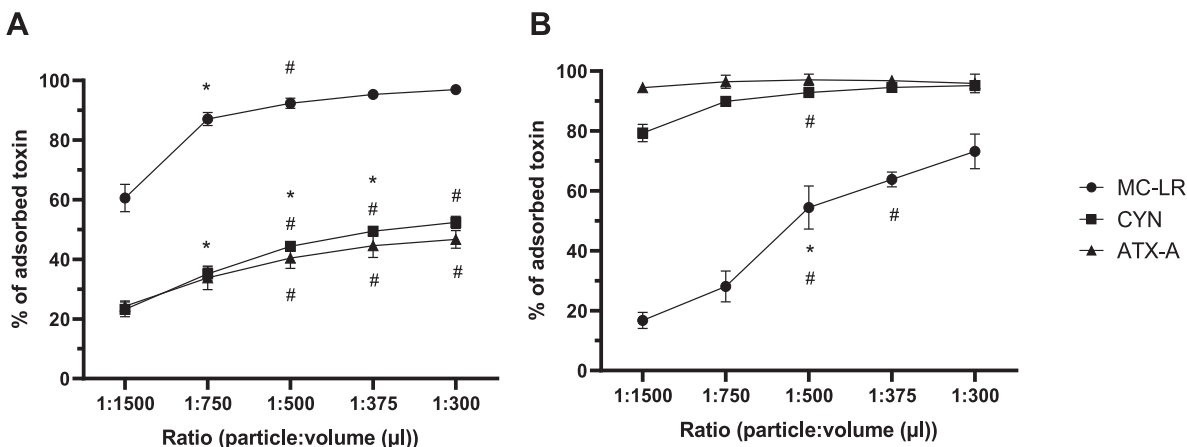 A
B
% of adsorbed toxin
100
80
60
40
20
0
*
#
*
*
#
*
#
#
#
#
#
1:1500 1:750 1:500 1:375 1:300
Ratio (particle:volume (µl))
% of adsorbed toxin
100
80
60
40
20
0
#
#
*
#
1:1500 1:750 1:500 1:375 1:300
Ratio (particle:volume (µl))
MC-LR
CYN
ATX-A